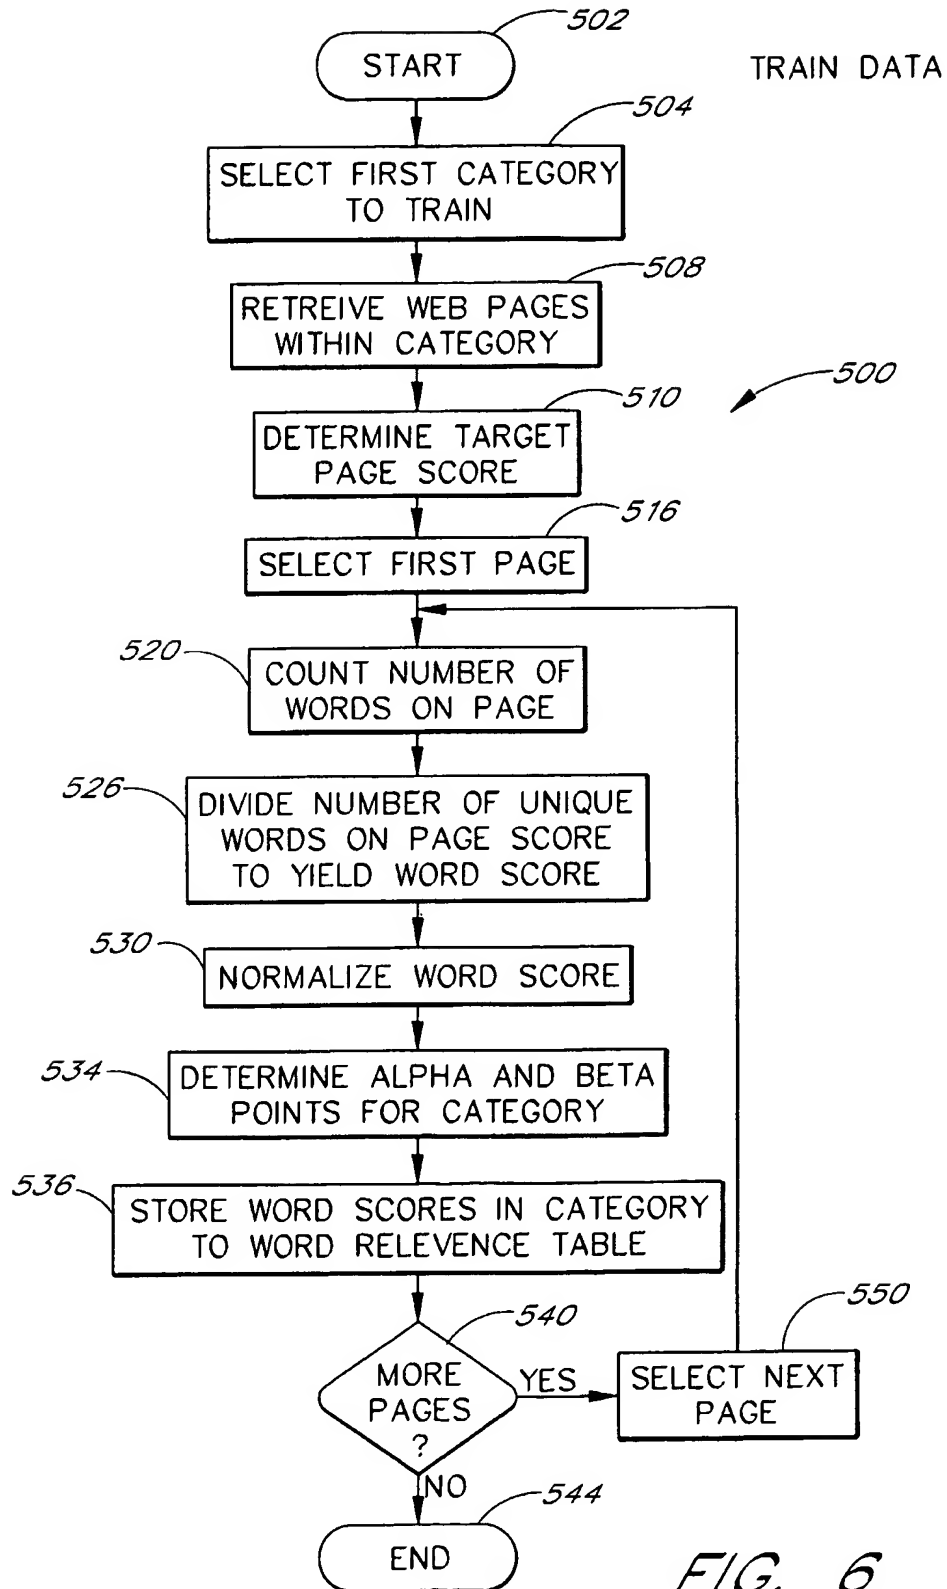 502
START
TRAIN DATA
504
SELECT FIRST CATEGORY
TO TRAIN
508
RETREIVE WEB PAGES
WITHIN CATEGORY
500
510
DETERMINE TARGET
PAGE SCORE
516
SELECT FIRST PAGE
520
COUNT NUMBER OF
WORDS ON PAGE
526
DIVIDE NUMBER OF UNIQUE
WORDS ON PAGE SCORE
TO YIELD WORD SCORE
530
NORMALIZE WORD SCORE
534
DETERMINE ALPHA AND BETA
POINTS FOR CATEGORY
536
STORE WORD SCORES IN CATEGORY
TO WORD RELEVENCE TABLE
540
MORE
PAGES
?
YES
550
SELECT NEXT
PAGE
NO
544
END
FIG. 6